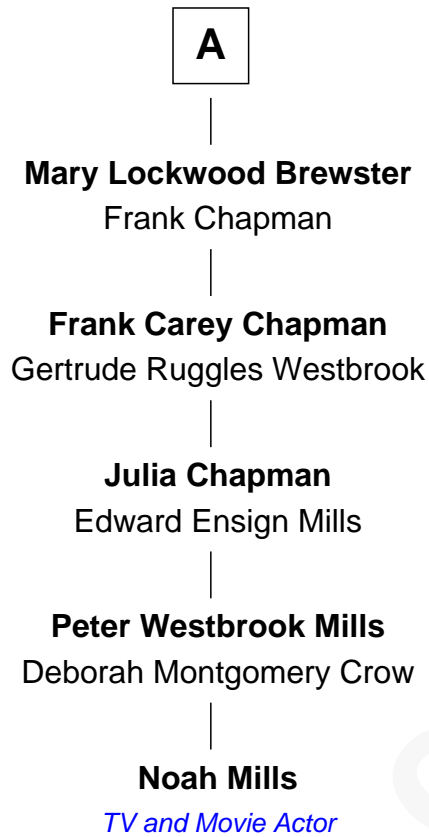 A
Mary Lockwood Brewster
Frank Chapman
Frank Carey Chapman
Gertrude Ruggles Westbrook
Julia Chapman
Edward Ensign Mills
Peter Westbrook Mills
Deborah Montgomery Crow
Noah Mills
TV and Movie Actor